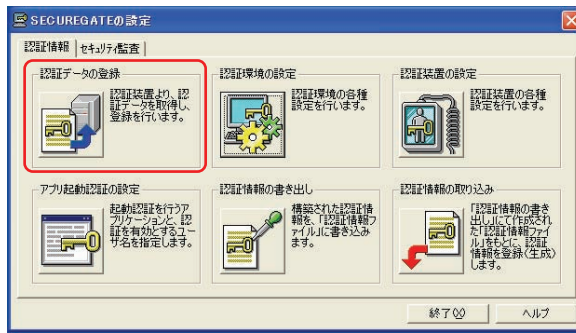 SECUREGATEの設定
認証情報 セキュリティ監査
認証データの登録
認証装置より、認
証データを取得し、
登録を行います。
認証環境の設定
認証環境の各種
設定を行います。
認証装置の設定
認証装置の各種
設定を行います。
アプリ起動認証の設定
起動認証を行うア
プリケーションと、認
証を有効とするユー
ザ名を指定します。
認証情報の書き出し
構築された認証情
報を、「認証情報フ
ァイル」に書き込み
ます。
認証情報の取り込み
「認証情報の書き
出し」にて作成され
た「認証情報ファイ
ル」をもとに、認証
情報を登録(生成)
します。
終了(X) ヘルプ